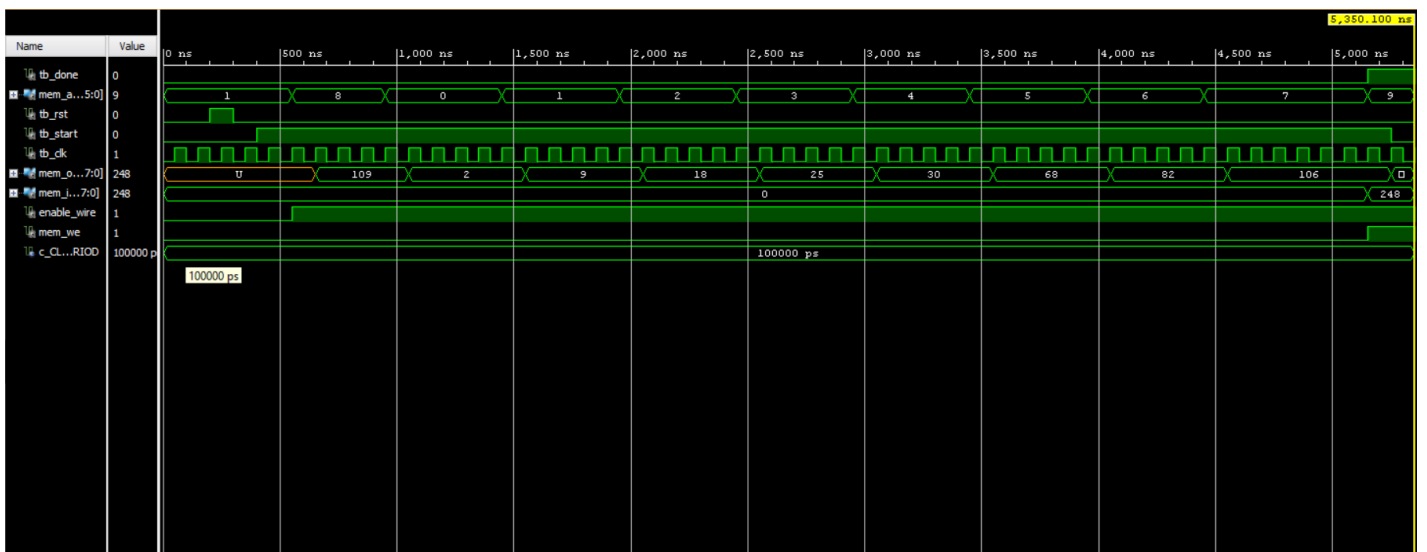 5,350.100 ns
Name Value 0 ns 500 ns 1,000 ns 1,500 ns 2,000 ns 2,500 ns 3,000 ns 3,500 ns 4,000 ns 4,500 ns 5,000 ns
tb_done 0
mem_a...5:0] 9 1 8 0 1 2 3 4 5 6 7 9
tb_rst 0
tb_start 0
tb_clk 1
mem_o...7:0] 248 U 109 2 9 18 25 30 68 82 106
mem_i...7:0] 248 0 248
enable_wire 1
mem_we 1
c_CL...RIOD 100000 p 100000 ps
100000 ps